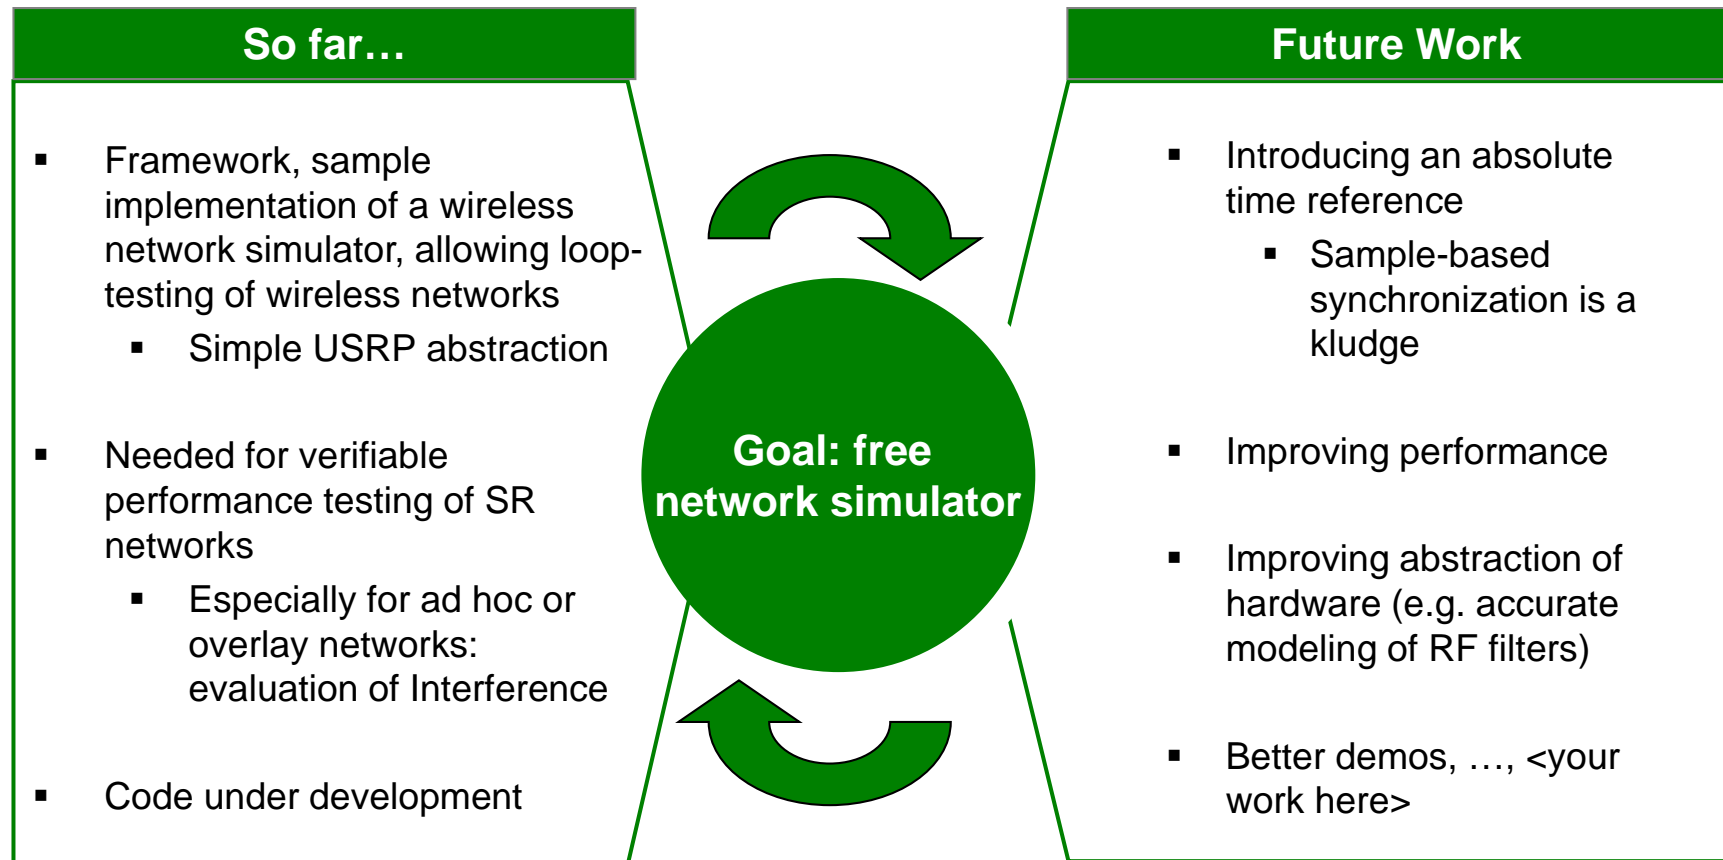 So far…
▪ Framework, sample
implementation of a wireless
network simulator, allowing loop-
testing of wireless networks
▪ Simple USRP abstraction
▪ Needed for verifiable
performance testing of SR
networks
▪ Especially for ad hoc or
overlay networks:
evaluation of Interference
▪ Code under development
Goal: free
network simulator
Future Work
▪ Introducing an absolute
time reference
▪ Sample-based
synchronization is a
kludge
▪ Improving performance
▪ Improving abstraction of
hardware (e.g. accurate
modeling of RF filters)
▪ Better demos, …, <your
work here>